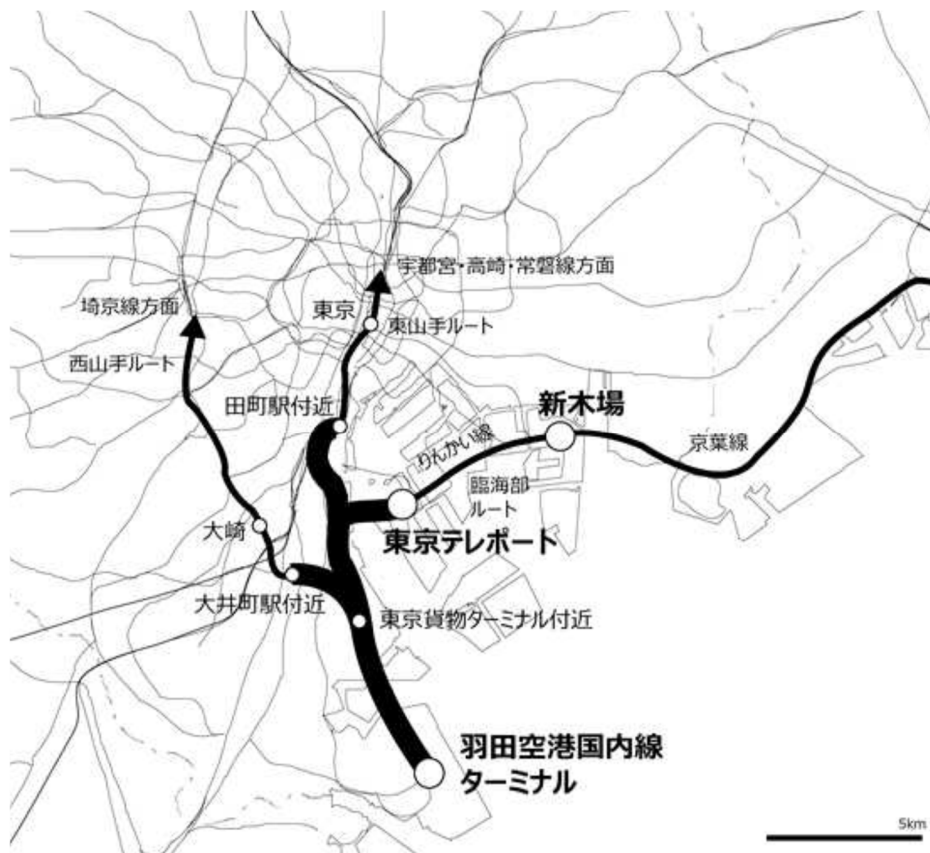 宇都宮・高崎・常磐線方面
埼京線方面
東京
東山手ルート
西山手ルート
田町駅付近
新木場
りんかい線
京葉線
臨海部
ルート
大崎
東京テレポート
大井町駅付近
東京貨物ターミナル付近
羽田空港国内線
ターミナル
5km